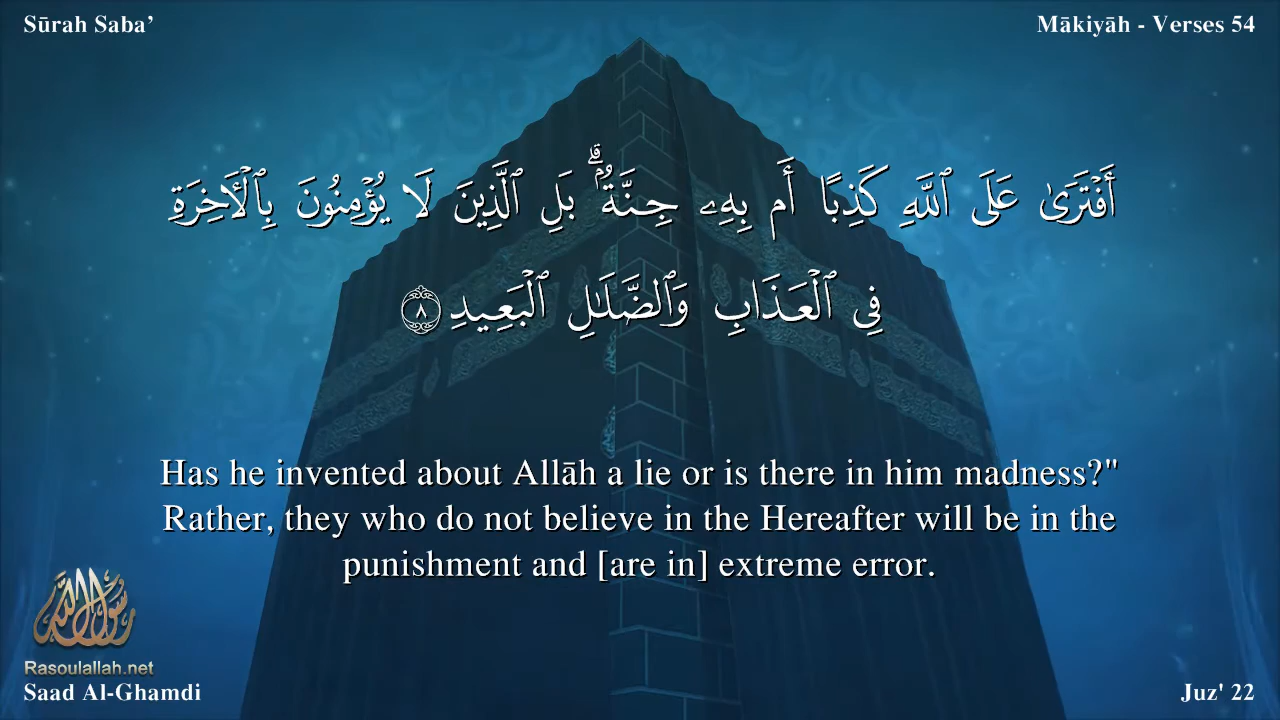 Sūrah Saba’
Mākiyāh - Verses 54
أَفْتَرَىٰ عَلَى ٱللَّهِ كَذِبًا أَم بِهِۦ جِنَّةٌۢ ۗ بَلِ ٱلَّذِينَ لَا يُؤْمِنُونَ بِٱلْـَٔاخِرَةِ
فِى ٱلْعَذَابِ وَٱلضَّلَـٰلِ ٱلْبَعِيدِ ٨
Has he invented about Allāh a lie or is there in him madness?"
Rather, they who do not believe in the Hereafter will be in the
punishment and [are in] extreme error.
رسول الله
Rasoulallah.net
Saad Al-Ghamdi
Juz' 22